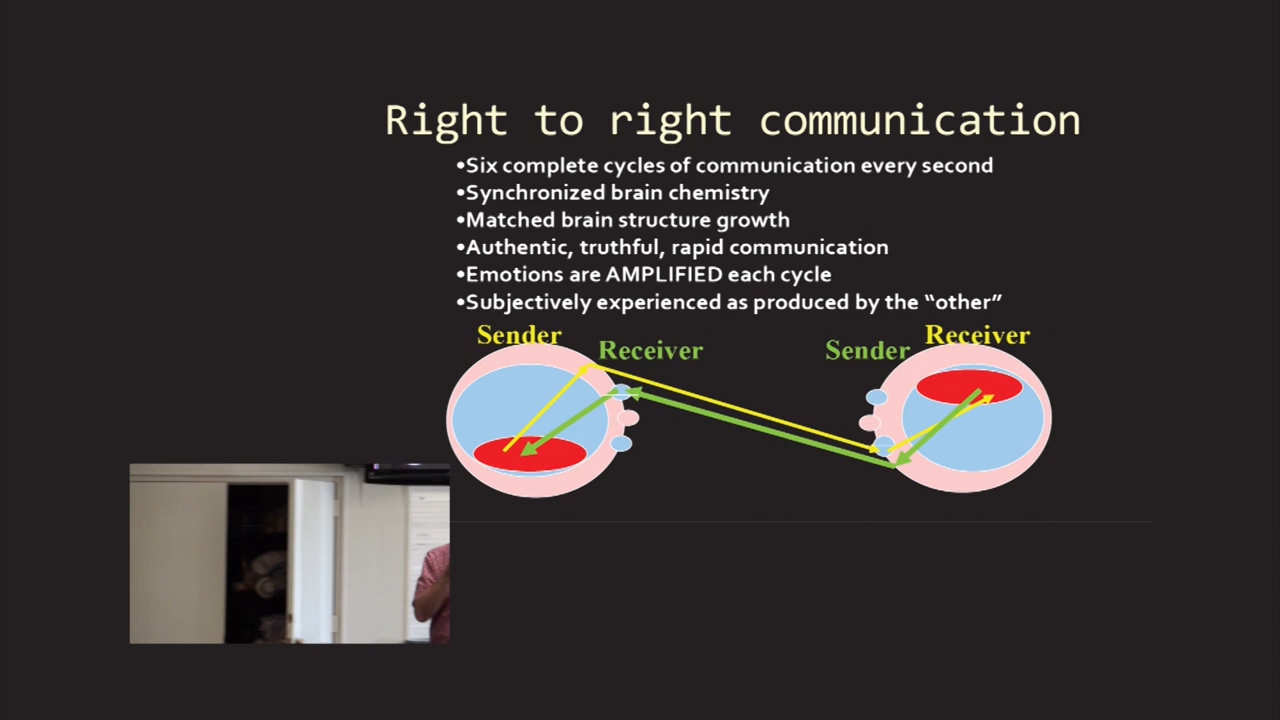 Right to right communication
•Six complete cycles of communication every second
•Synchronized brain chemistry
•Matched brain structure growth
•Authentic, truthful, rapid communication
•Emotions are AMPLIFIED each cycle
•Subjectively experienced as produced by the “other”
Sender
Receiver
Sender
Receiver